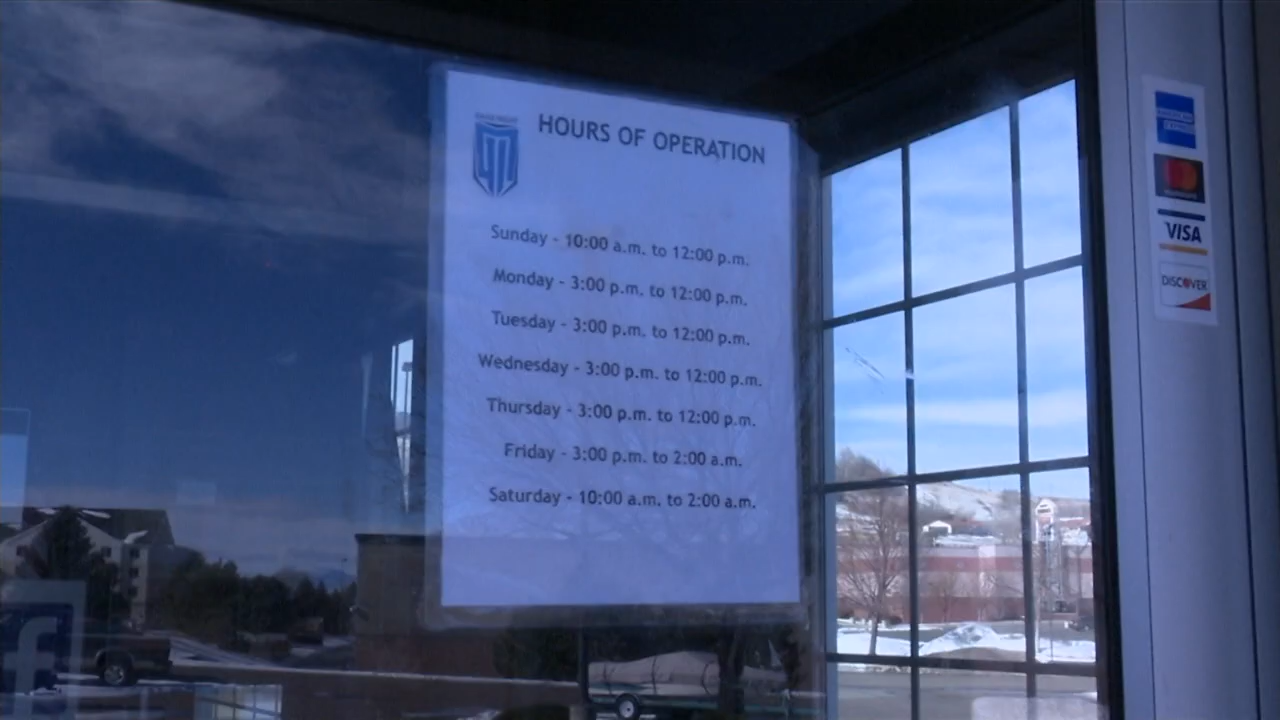 HOURS OF OPERATION
Sunday - 10:00 a.m. to 12:00 p.m.
Monday - 3:00 p.m. to 12:00 p.m.
Tuesday - 3:00 p.m. to 12:00 p.m.
Wednesday - 3:00 p.m. to 12:00 p.m.
Thursday - 3:00 p.m. to 12:00 p.m.
Friday - 3:00 p.m. to 2:00 a.m.
Saturday - 10:00 a.m. to 2:00 a.m.
AMERICAN
EXPRESS
VISA
DISCOVER
f